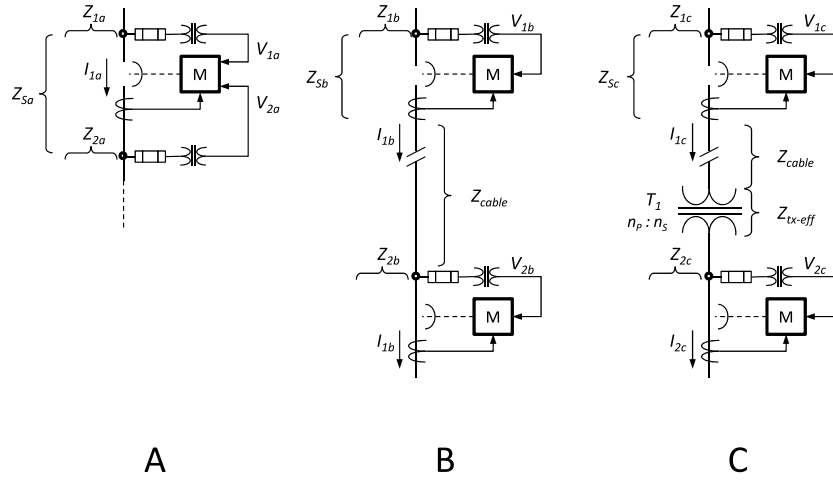 Z1a
V1a
I1a
M
ZSa
V2a
Z2a
A
Z1b
V1b
ZSb
M
I1b
Zcable
Z2b
V2b
M
I1b
B
Z1c
V1c
ZSc
M
I1c
Zcable
T1
nP : nS
Ztx-eff
Z2c
V2c
M
I2c
C